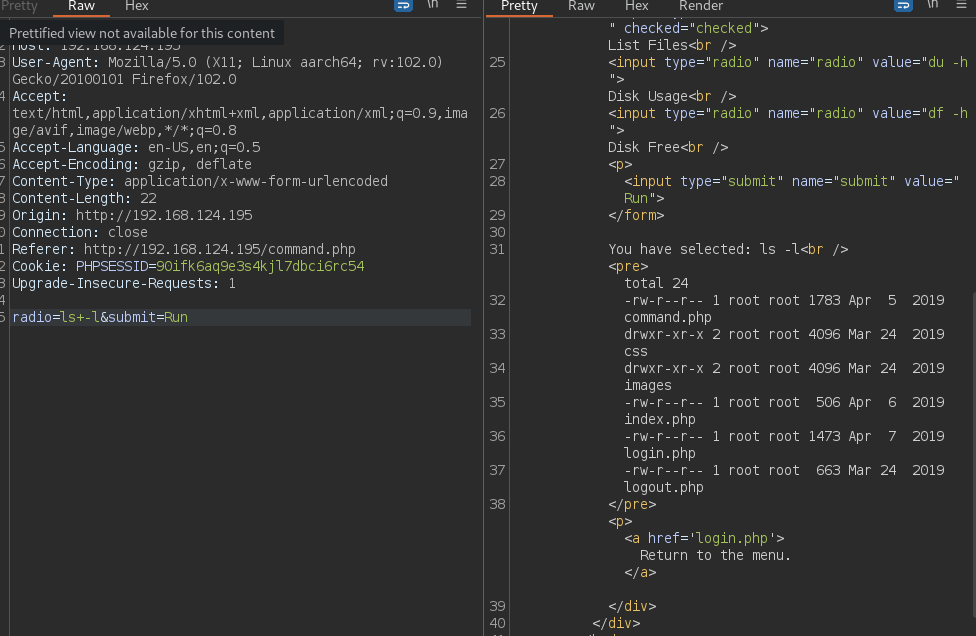 Pretty Raw Hex \n
Prettified view not available for this content
Host: 192.168.124.195
3 User-Agent: Mozilla/5.0 (X11; Linux aarch64; rv:102.0)
Gecko/20100101 Firefox/102.0
4 Accept:
text/html,application/xhtml+xml,application/xml;q=0.9,ima
ge/avif,image/webp,*/*;q=0.8
5 Accept-Language: en-US,en;q=0.5
6 Accept-Encoding: gzip, deflate
7 Content-Type: application/x-www-form-urlencoded
8 Content-Length: 22
9 Origin: http://192.168.124.195
0 Connection: close
1 Referer: http://192.168.124.195/command.php
2 Cookie: PHPSESSID=90ifk6aq9e3s4kjl7dbci6rc54
3 Upgrade-Insecure-Requests: 1
4
5 radio=ls+-l&submit=Run
Pretty Raw Hex Render \n
" checked="checked">
List Files<br />
25 <input type="radio" name="radio" value="du -h
">
Disk Usage<br />
26 <input type="radio" name="radio" value="df -h
">
Disk Free<br />
27 <p>
28 <input type="submit" name="submit" value="
Run">
29 </form>
30
31 You have selected: ls -l<br />
<pre>
total 24
32 -rw-r--r-- 1 root root 1783 Apr 5 2019
command.php
33 drwxr-xr-x 2 root root 4096 Mar 24 2019
css
34 drwxr-xr-x 2 root root 4096 Mar 24 2019
images
35 -rw-r--r-- 1 root root 506 Apr 6 2019
index.php
36 -rw-r--r-- 1 root root 1473 Apr 7 2019
login.php
37 -rw-r--r-- 1 root root 663 Mar 24 2019
logout.php
38 </pre>
<p>
<a href='login.php'>
Return to the menu.
</a>
39 </div>
40 </div>